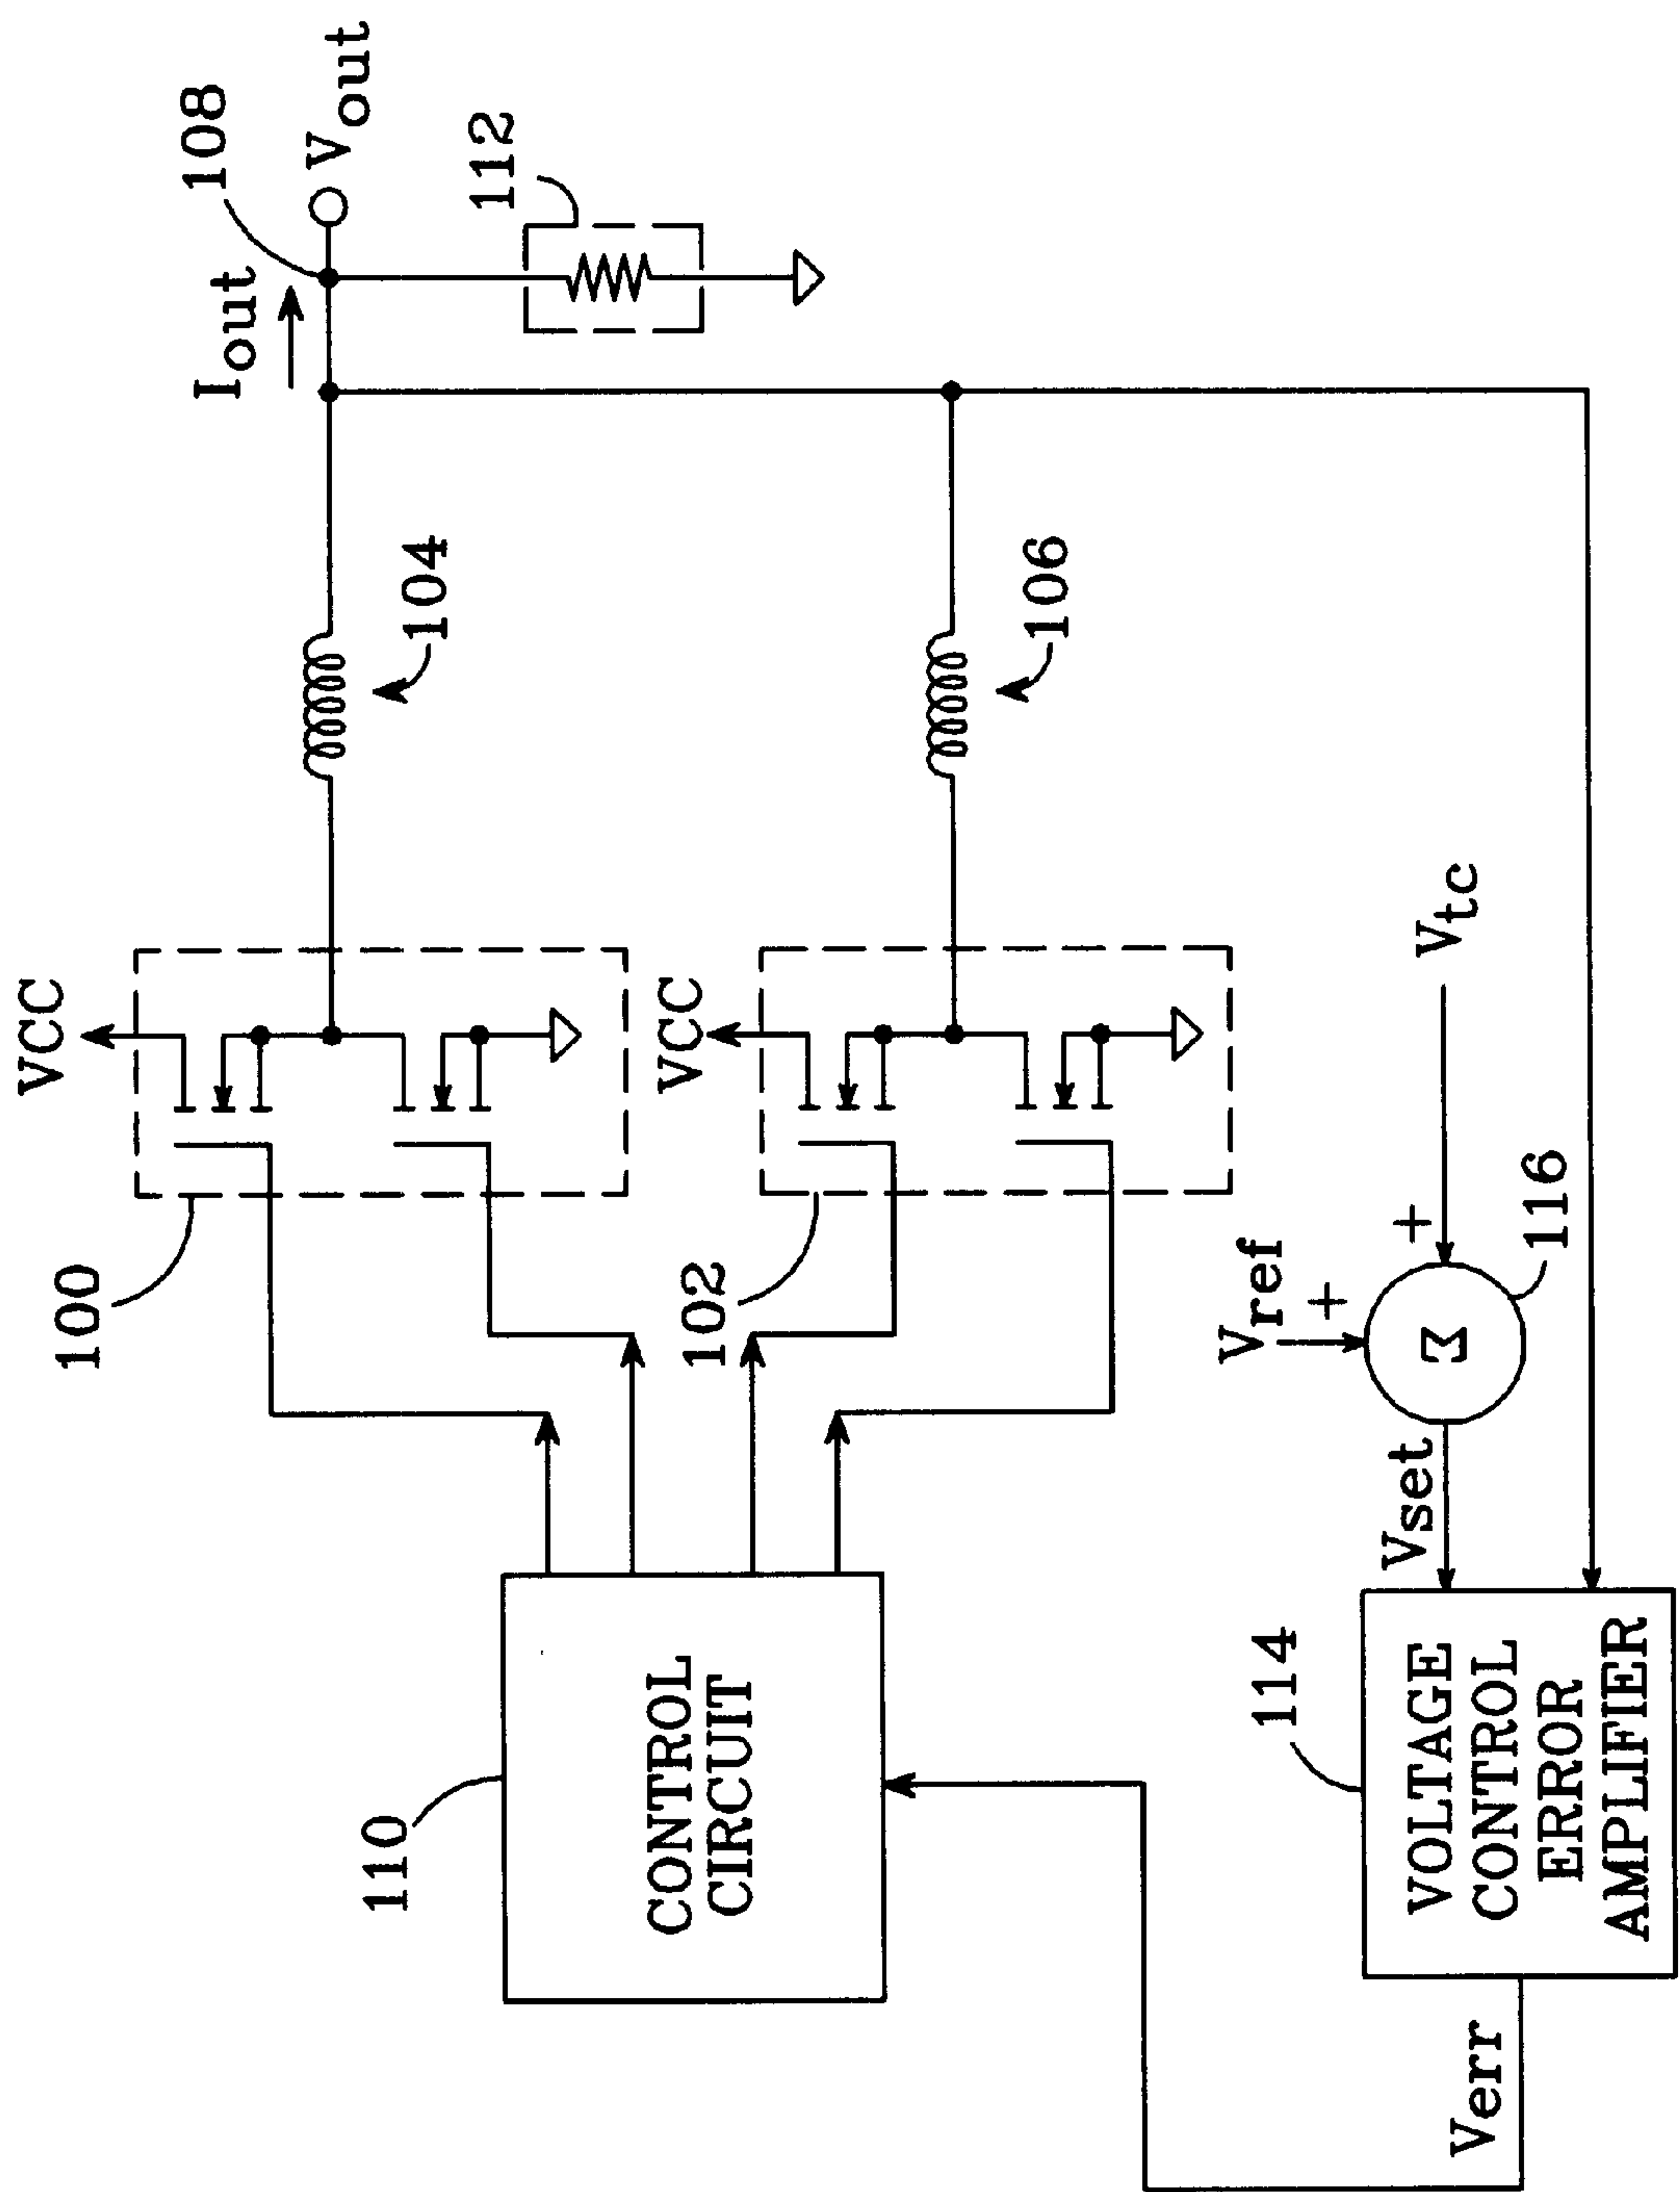 VCC
100
104
Iout
108
Vout
112
110
CONTROL
CIRCUIT
102
VCC
106
Vref
+
+
Vtc
Σ
116
Vset
114
VOLTAGE
CONTROL
ERROR
AMPLIFIER
Verr